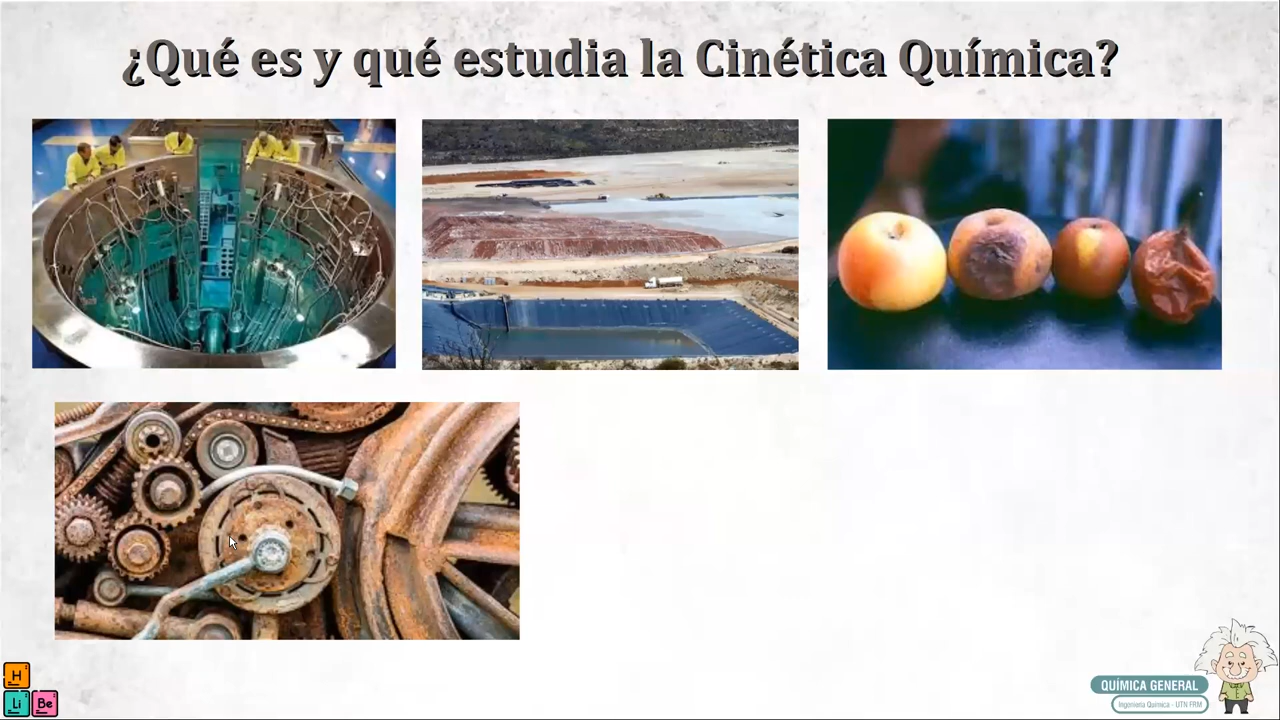 ¿Qué es y qué estudia la Cinética Química?
H
Li Be
QUÍMICA GENERAL
Ingeniería Química - UTN FRM